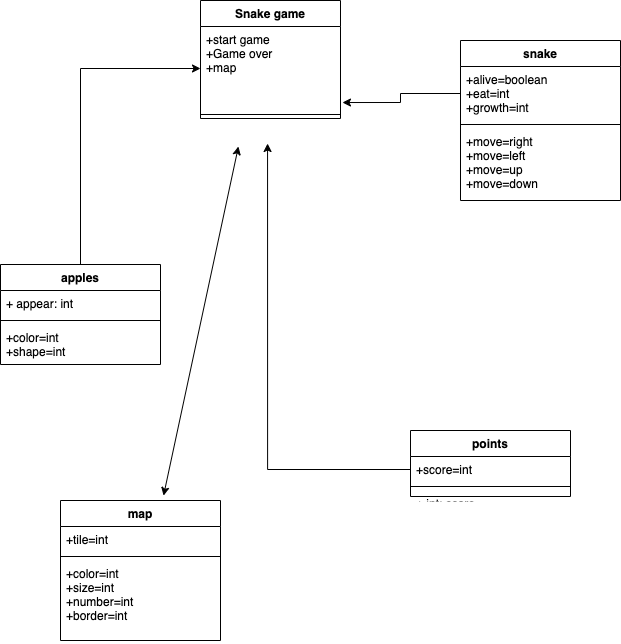 Snake game
+start game
+Game over
+map
snake
+alive=boolean
+eat=int
+growth=int
+move=right
+move=left
+move=up
+move=down
apples
+ appear: int
+color=int
+shape=int
points
+score=int
map
+tile=int
+color=int
+size=int
+number=int
+border=int